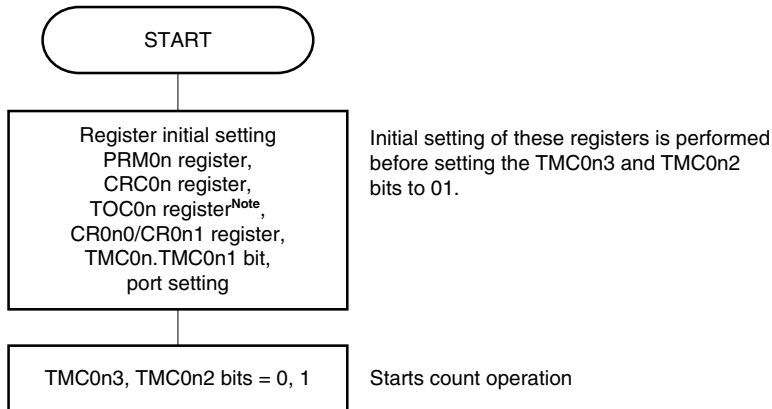 START
Register initial setting
PRM0n register,
CRC0n register,
TOC0n registerNote,
CR0n0/CR0n1 register,
TMC0n.TMC0n1 bit,
port setting
Initial setting of these registers is performed
before setting the TMC0n3 and TMC0n2
bits to 01.
TMC0n3, TMC0n2 bits = 0, 1
Starts count operation